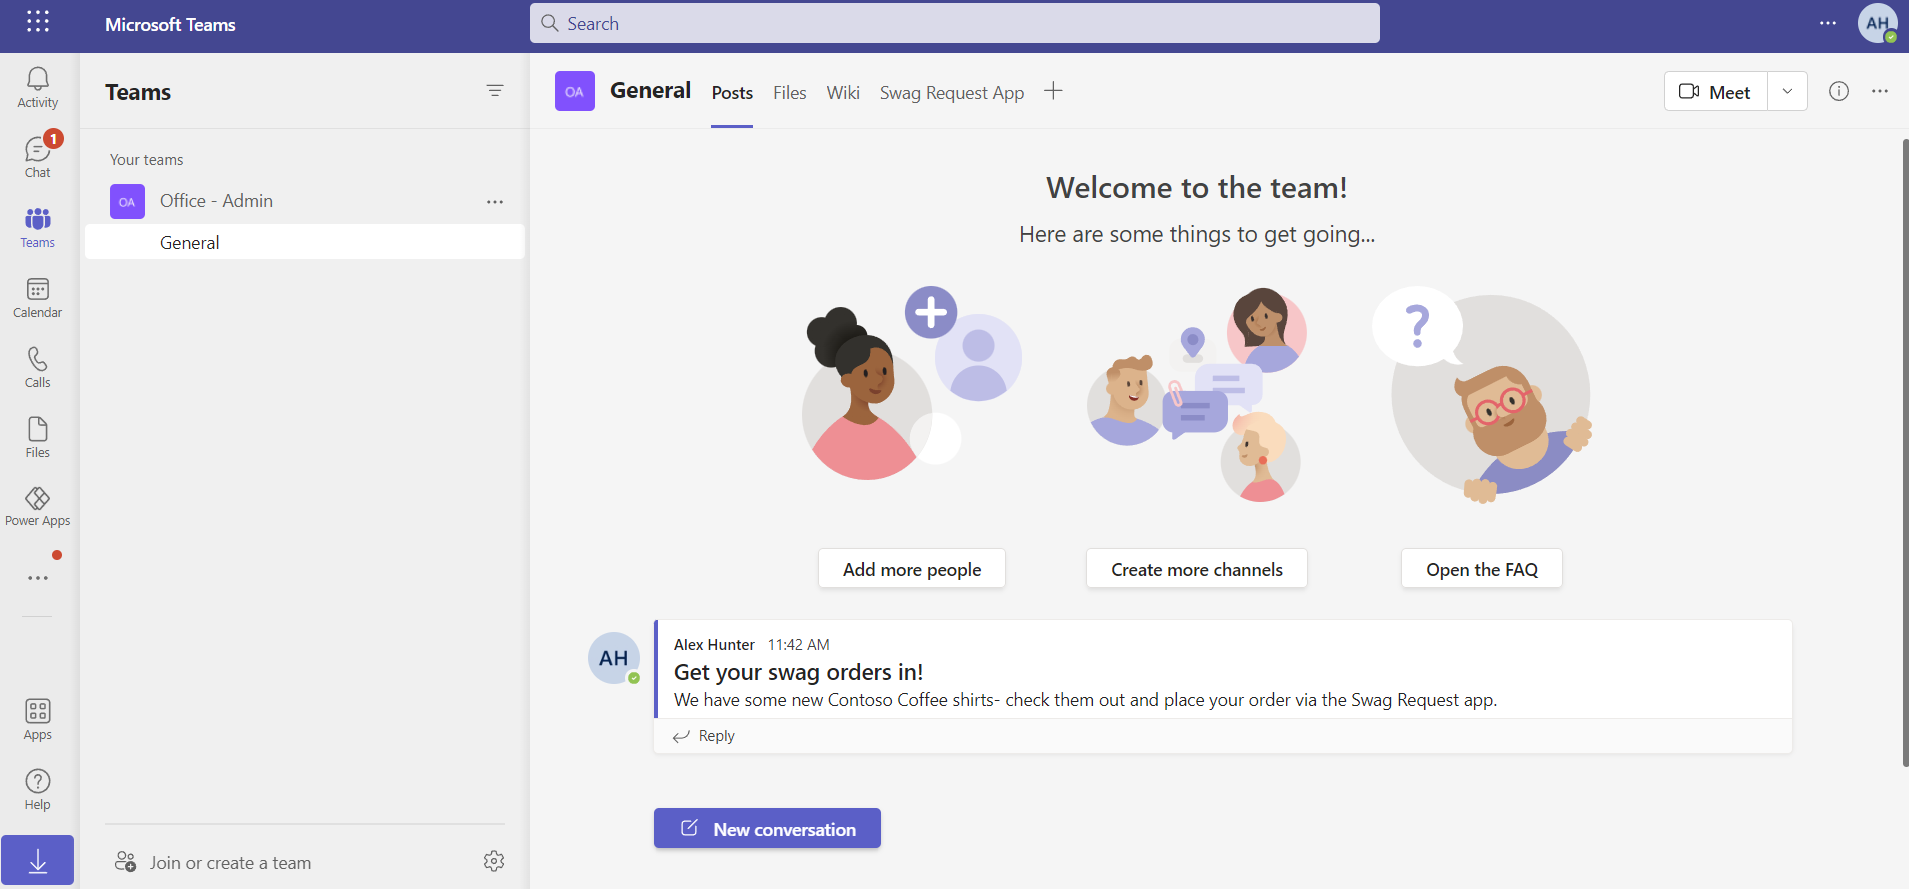 Microsoft Teams
Search
AH
Activity
1
Chat
Teams
Calendar
Calls
Files
Power Apps
Apps
Help
Teams
Your teams
OA
Office - Admin
General
Join or create a team
OA
General
Posts
Files
Wiki
Swag Request App
Meet
Welcome to the team!
Here are some things to get going...
?
Add more people
Create more channels
Open the FAQ
AH
Alex Hunter 11:42 AM
Get your swag orders in!
We have some new Contoso Coffee shirts- check them out and place your order via the Swag Request app.
Reply
New conversation